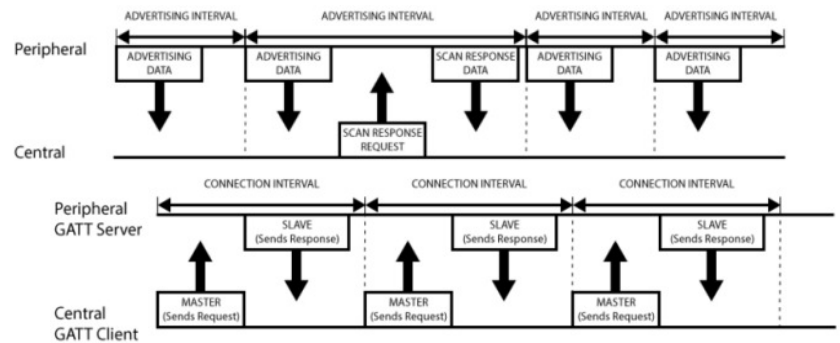 ADVERTISING INTERVAL ADVERTISING INTERVAL ADVERTISING INTERVAL ADVERTISING INTERVAL
Peripheral
ADVERTISING DATA
ADVERTISING DATA
SCAN RESPONSE DATA
ADVERTISING DATA
ADVERTISING DATA
SCAN RESPONSE REQUEST
Central
CONNECTION INTERVAL CONNECTION INTERVAL CONNECTION INTERVAL
Peripheral
GATT Server
SLAVE
(Sends Response)
SLAVE
(Sends Response)
SLAVE
(Sends Response)
MASTER
(Sends Request)
MASTER
(Sends Request)
MASTER
(Sends Request)
Central
GATT Client